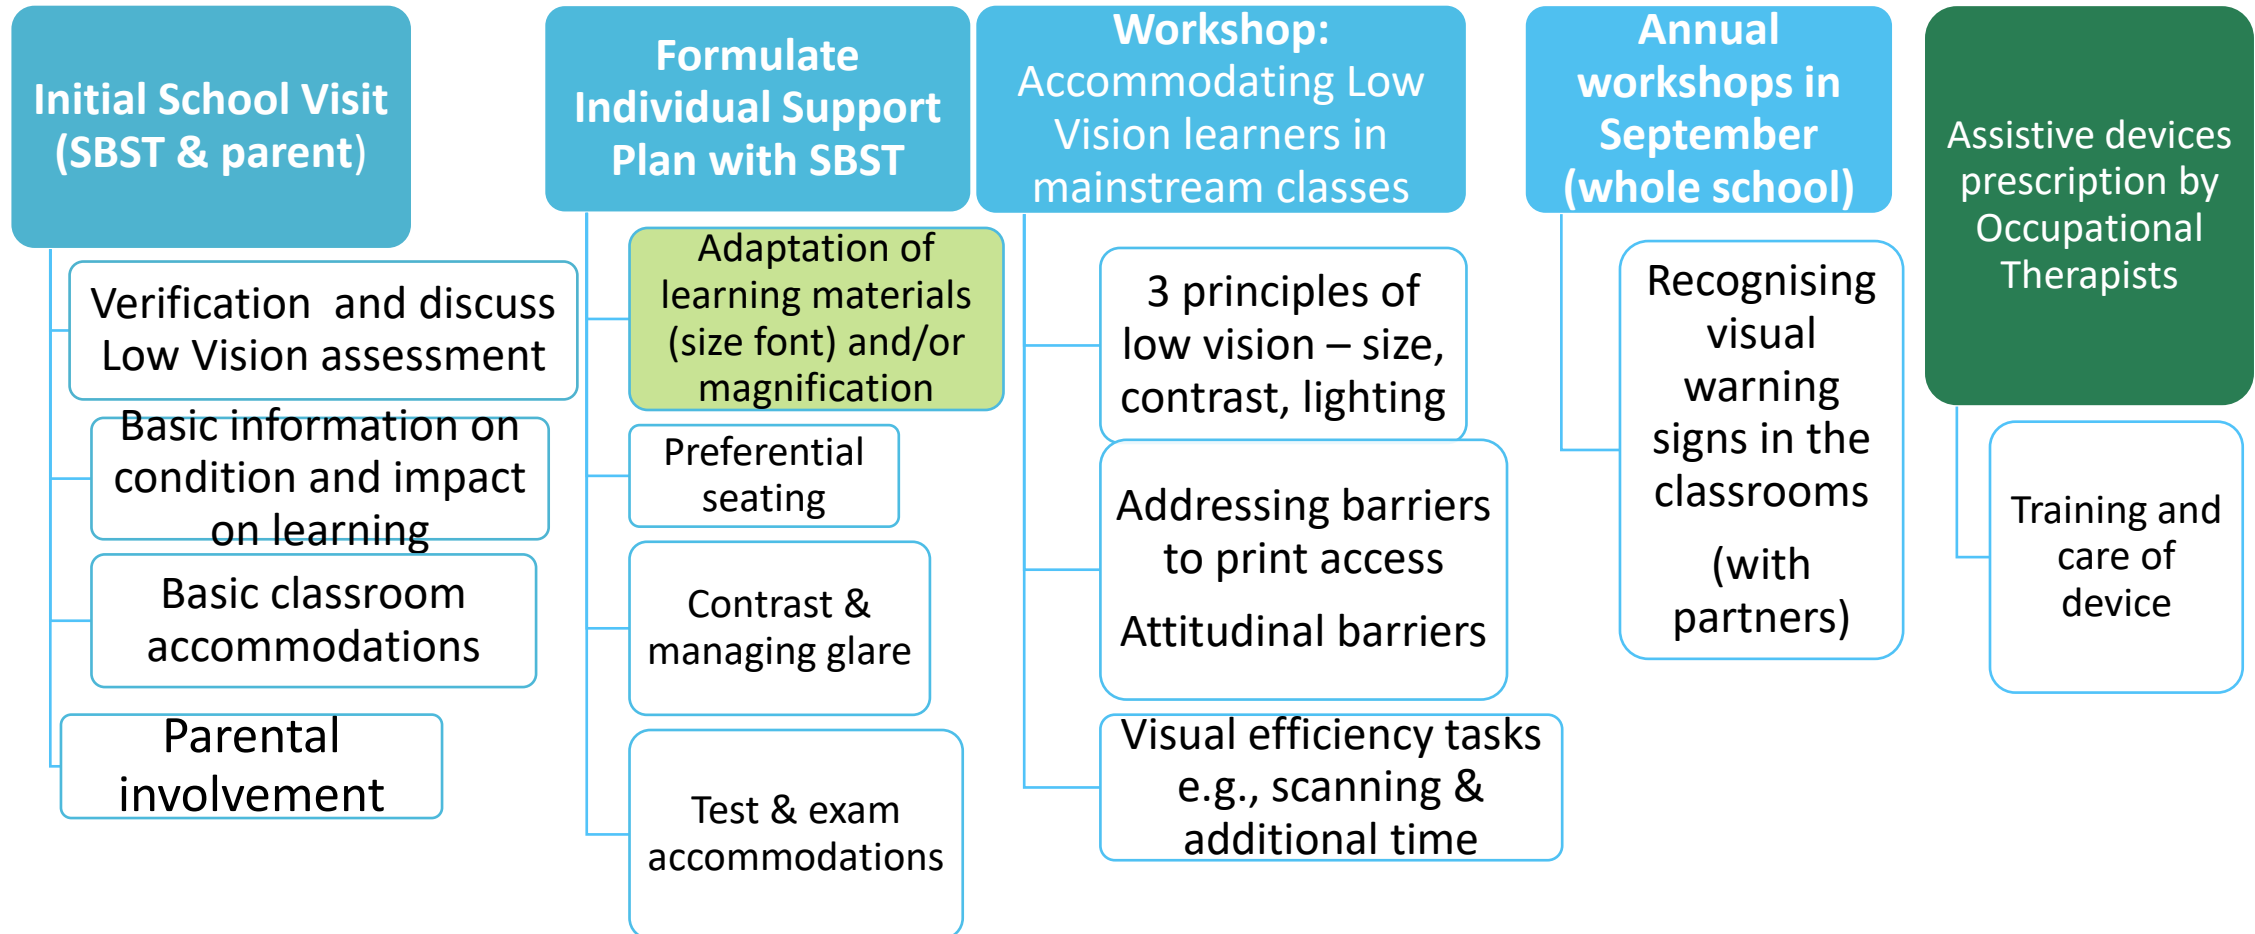 Initial School Visit
(SBST & parent)
Verification  and discuss
Low Vision assessment
Basic information on
condition and impact
on learning
Basic classroom
accommodations
Parental
involvement
Formulate
Individual Support
Plan with SBST
Adaptation of
learning materials
(size font) and/or
magnification
Preferential
seating
Contrast &
managing glare
Test & exam
accommodations
Workshop:
Accommodating Low
Vision learners in
mainstream classes
3 principles of
low vision – size,
contrast, lighting
Addressing barriers
to print access
Attitudinal barriers
Visual efficiency tasks
e.g., scanning &
additional time
Annual
workshops in
September
(whole school)
Recognising
visual
warning
signs in the
classrooms
(with
partners)
Assistive devices
prescription by
Occupational
Therapists
Training and
care of
device